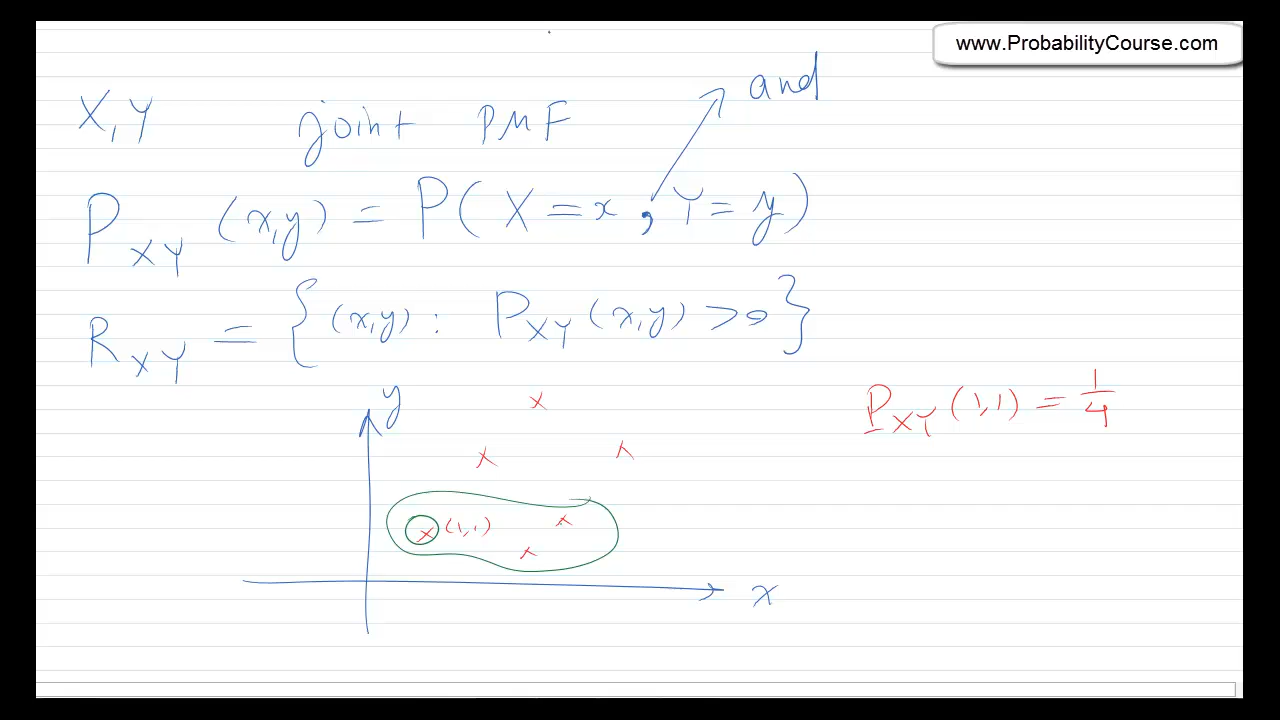 www.ProbabilityCourse.com
and
X, Y joint PMF
P_XY (x,y) = P( X = x , Y = y )
R_XY = { (x,y) : P_XY (x,y) > 0 }
y
P_XY (1,1) = 1/4
(1,1)
x